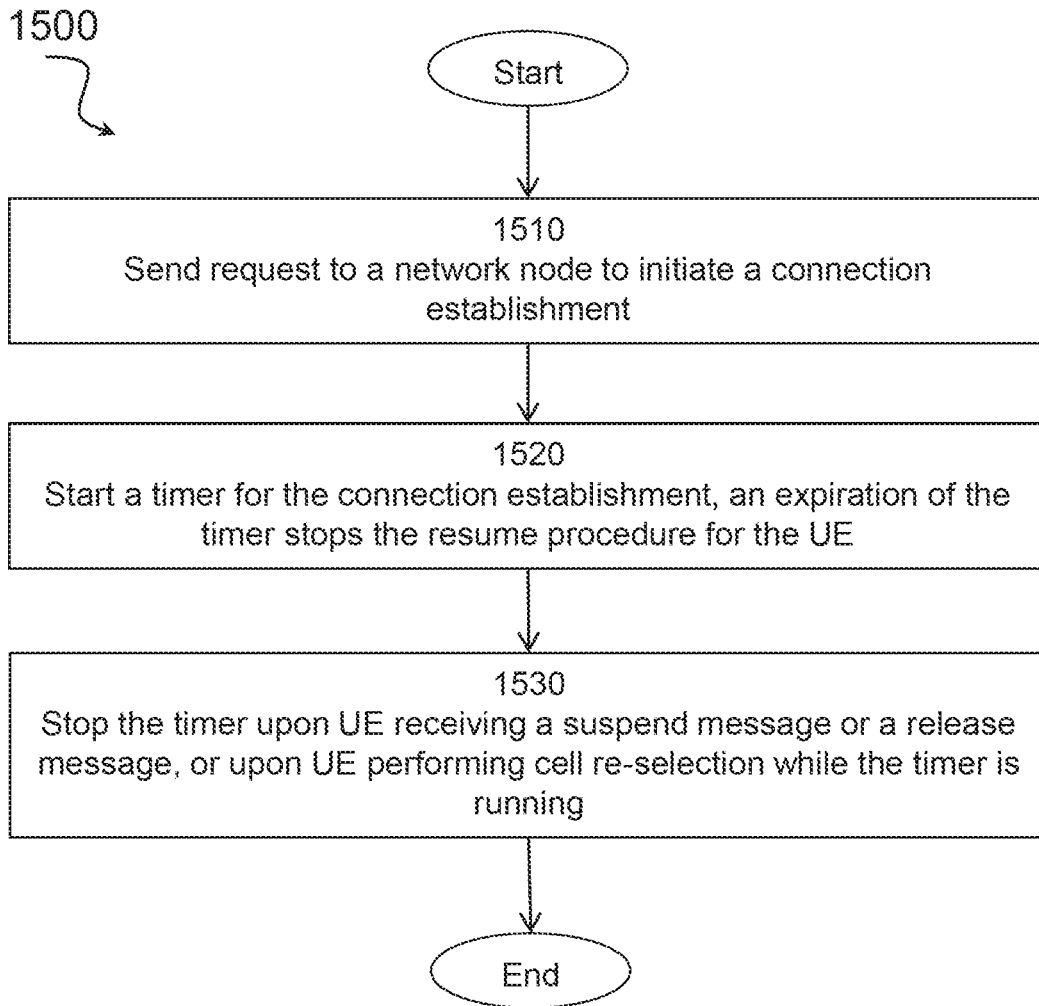 1500
Start
1510
Send request to a network node to initiate a connection
establishment
1520
Start a timer for the connection establishment, an expiration of the
timer stops the resume procedure for the UE
1530
Stop the timer upon UE receiving a suspend message or a release
message, or upon UE performing cell re-selection while the timer is
running
End